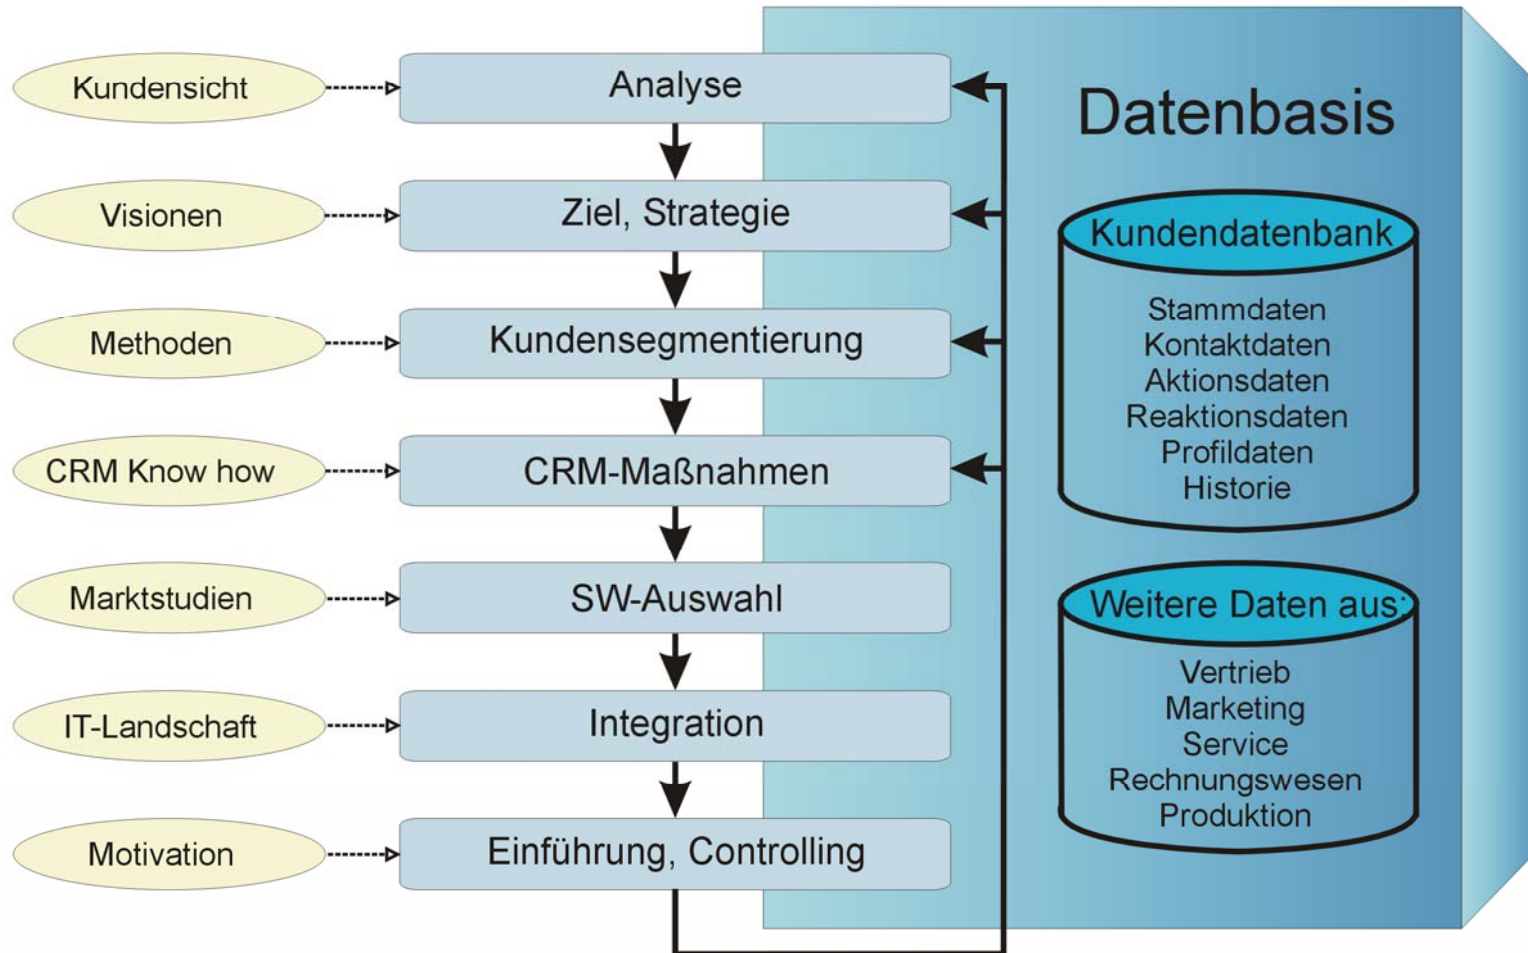 Kundensicht
Analyse
Datenbasis
Visionen
Ziel, Strategie
Kundendatenbank
Stammdaten
Kontaktdaten
Aktionsdaten
Reaktionsdaten
Profildaten
Historie
Methoden
Kundensegmentierung
CRM Know how
CRM-Maßnahmen
Marktstudien
SW-Auswahl
Weitere Daten aus:
Vertrieb
Marketing
Service
Rechnungswesen
Produktion
IT-Landschaft
Integration
Motivation
Einführung, Controlling